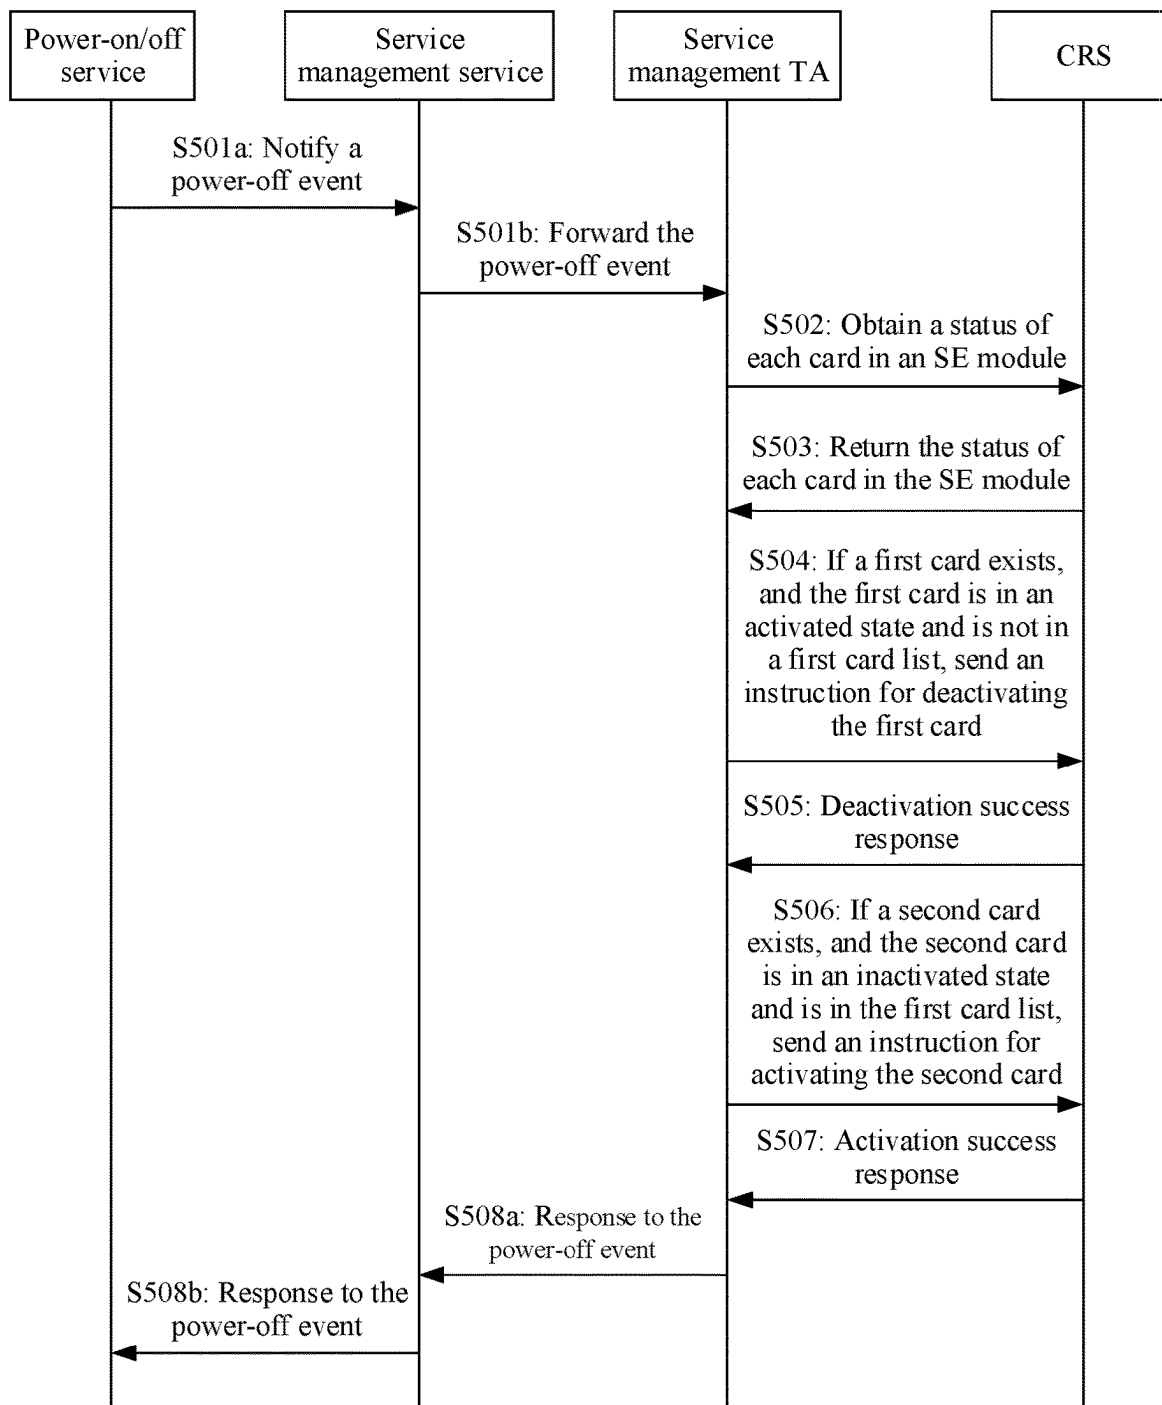 Power-on/off
service
Service
management service
Service
management TA
CRS
S501a: Notify a
power-off event
S501b: Forward the
power-off event
S502: Obtain a status of
each card in an SE module
S503: Return the status of
each card in the SE module
S504: If a first card exists,
and the first card is in an
activated state and is not in
a first card list, send an
instruction for deactivating
the first card
S505: Deactivation success
response
S506: If a second card
exists, and the second card
is in an inactivated state
and is in the first card list,
send an instruction for
activating the second card
S507: Activation success
response
S508a: Response to the
power-off event
S508b: Response to the
power-off event